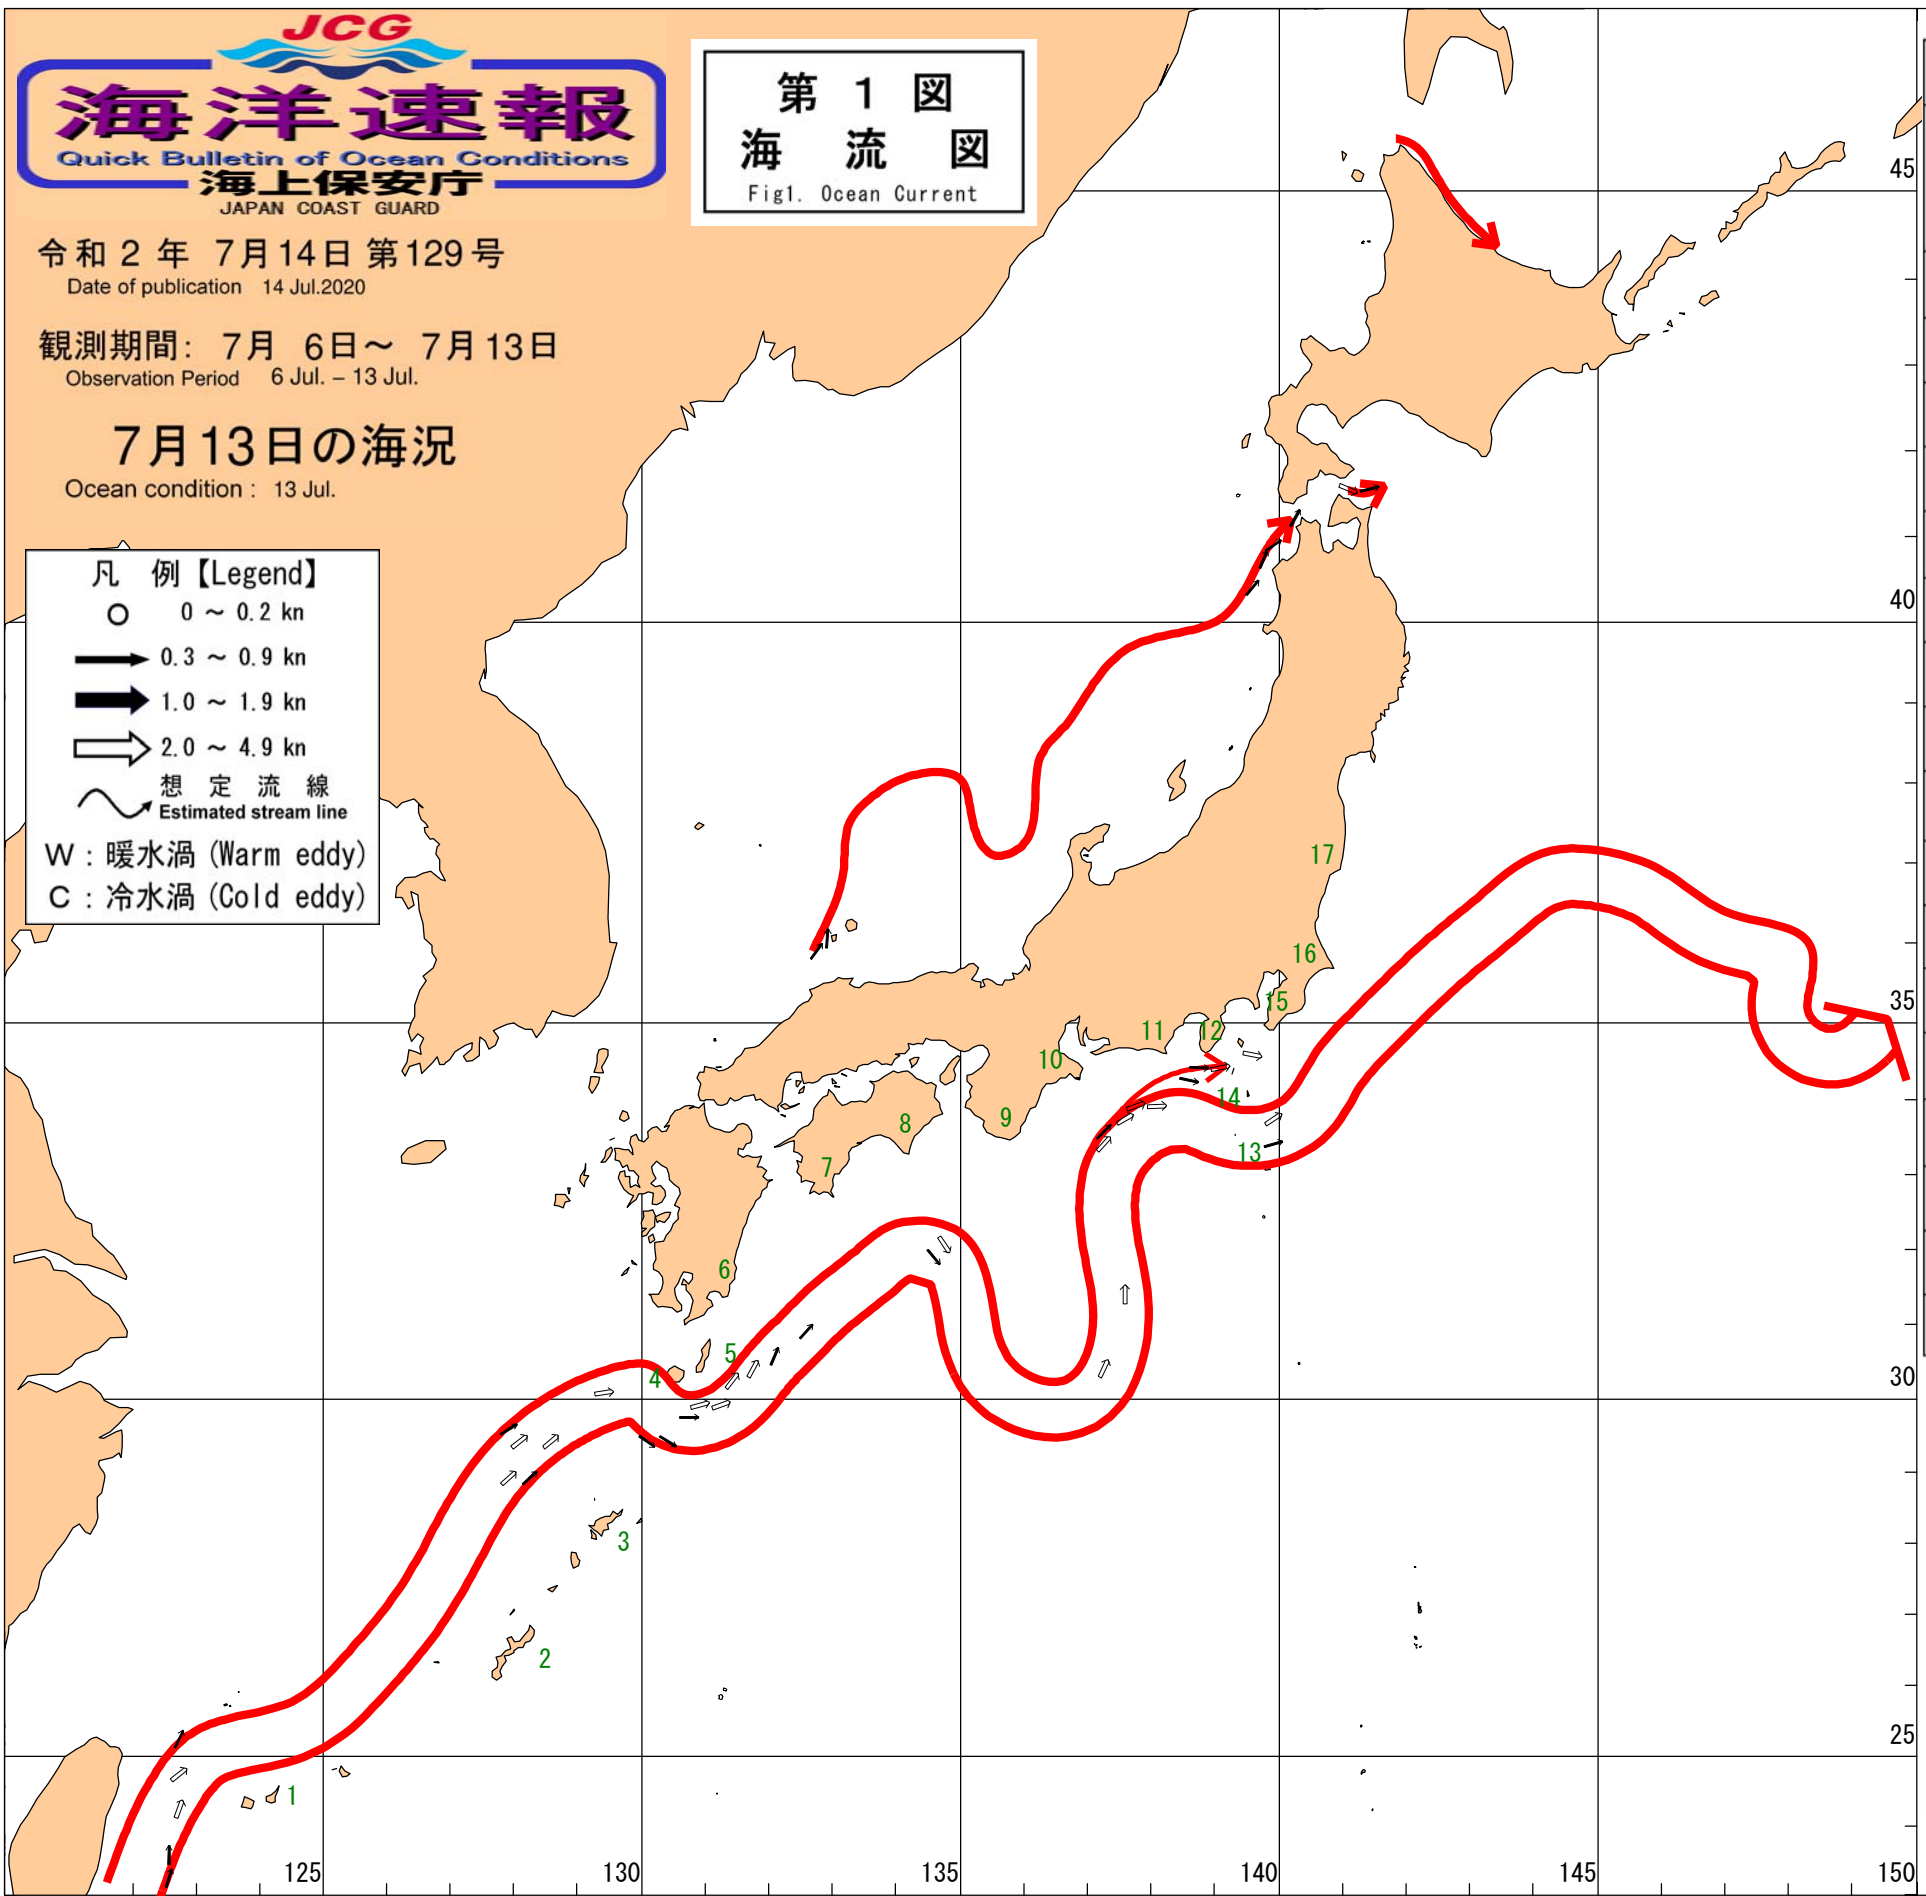 JCG
海洋速報
Quick Bulletin of Ocean Conditions
海上保安庁
JAPAN COAST GUARD
第 1 図
海 流 図
Fig1. Ocean Current
令和 2 年 7月14日 第129号
Date of publication 14 Jul.2020
観測期間: 7月 6日～ 7月13日
Observation Period 6 Jul. – 13 Jul.
7月13日の海況
Ocean condition : 13 Jul.
凡 例【Legend】
0 ～ 0.2 kn
0.3 ～ 0.9 kn
1.0 ～ 1.9 kn
2.0 ～ 4.9 kn
想 定 流 線
Estimated stream line
W : 暖水渦 (Warm eddy)
C : 冷水渦 (Cold eddy)
45
40
35
30
25
17
16
15
12
11
10
14
13
9
8
7
6
5
4
3
2
1
125
130
135
140
145
150